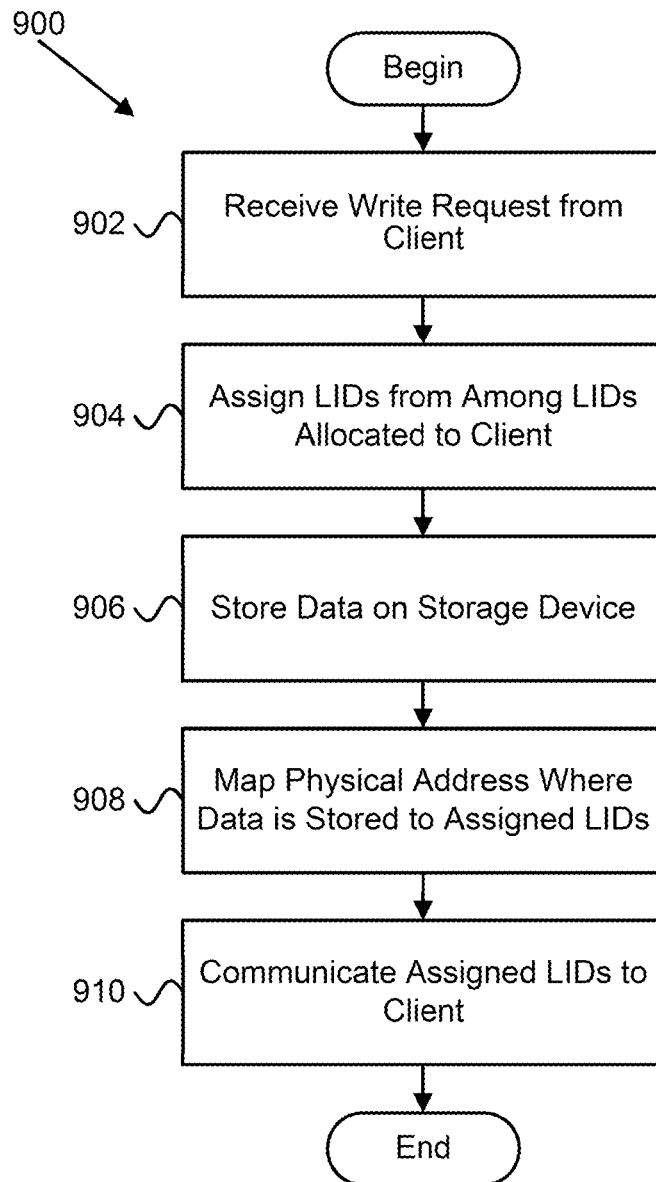 900
Begin
902
Receive Write Request from
Client
904
Assign LIDs from Among LIDs
Allocated to Client
906
Store Data on Storage Device
908
Map Physical Address Where
Data is Stored to Assigned LIDs
910
Communicate Assigned LIDs to
Client
End